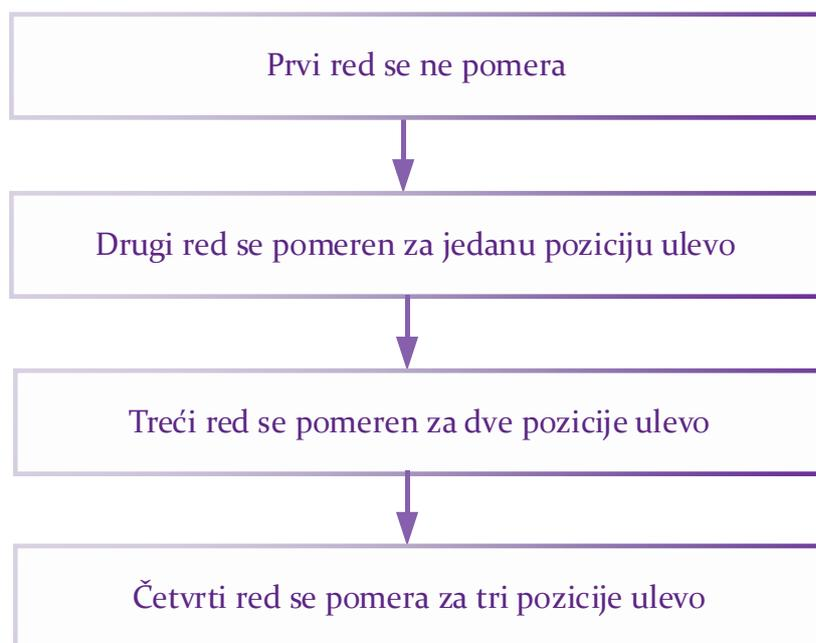 Prvi red se ne pomera
Drugi red se pomeren za jedanu poziciju ulevo
Treći red se pomeren za dve pozicije ulevo
Četvrti red se pomera za tri pozicije ulevo